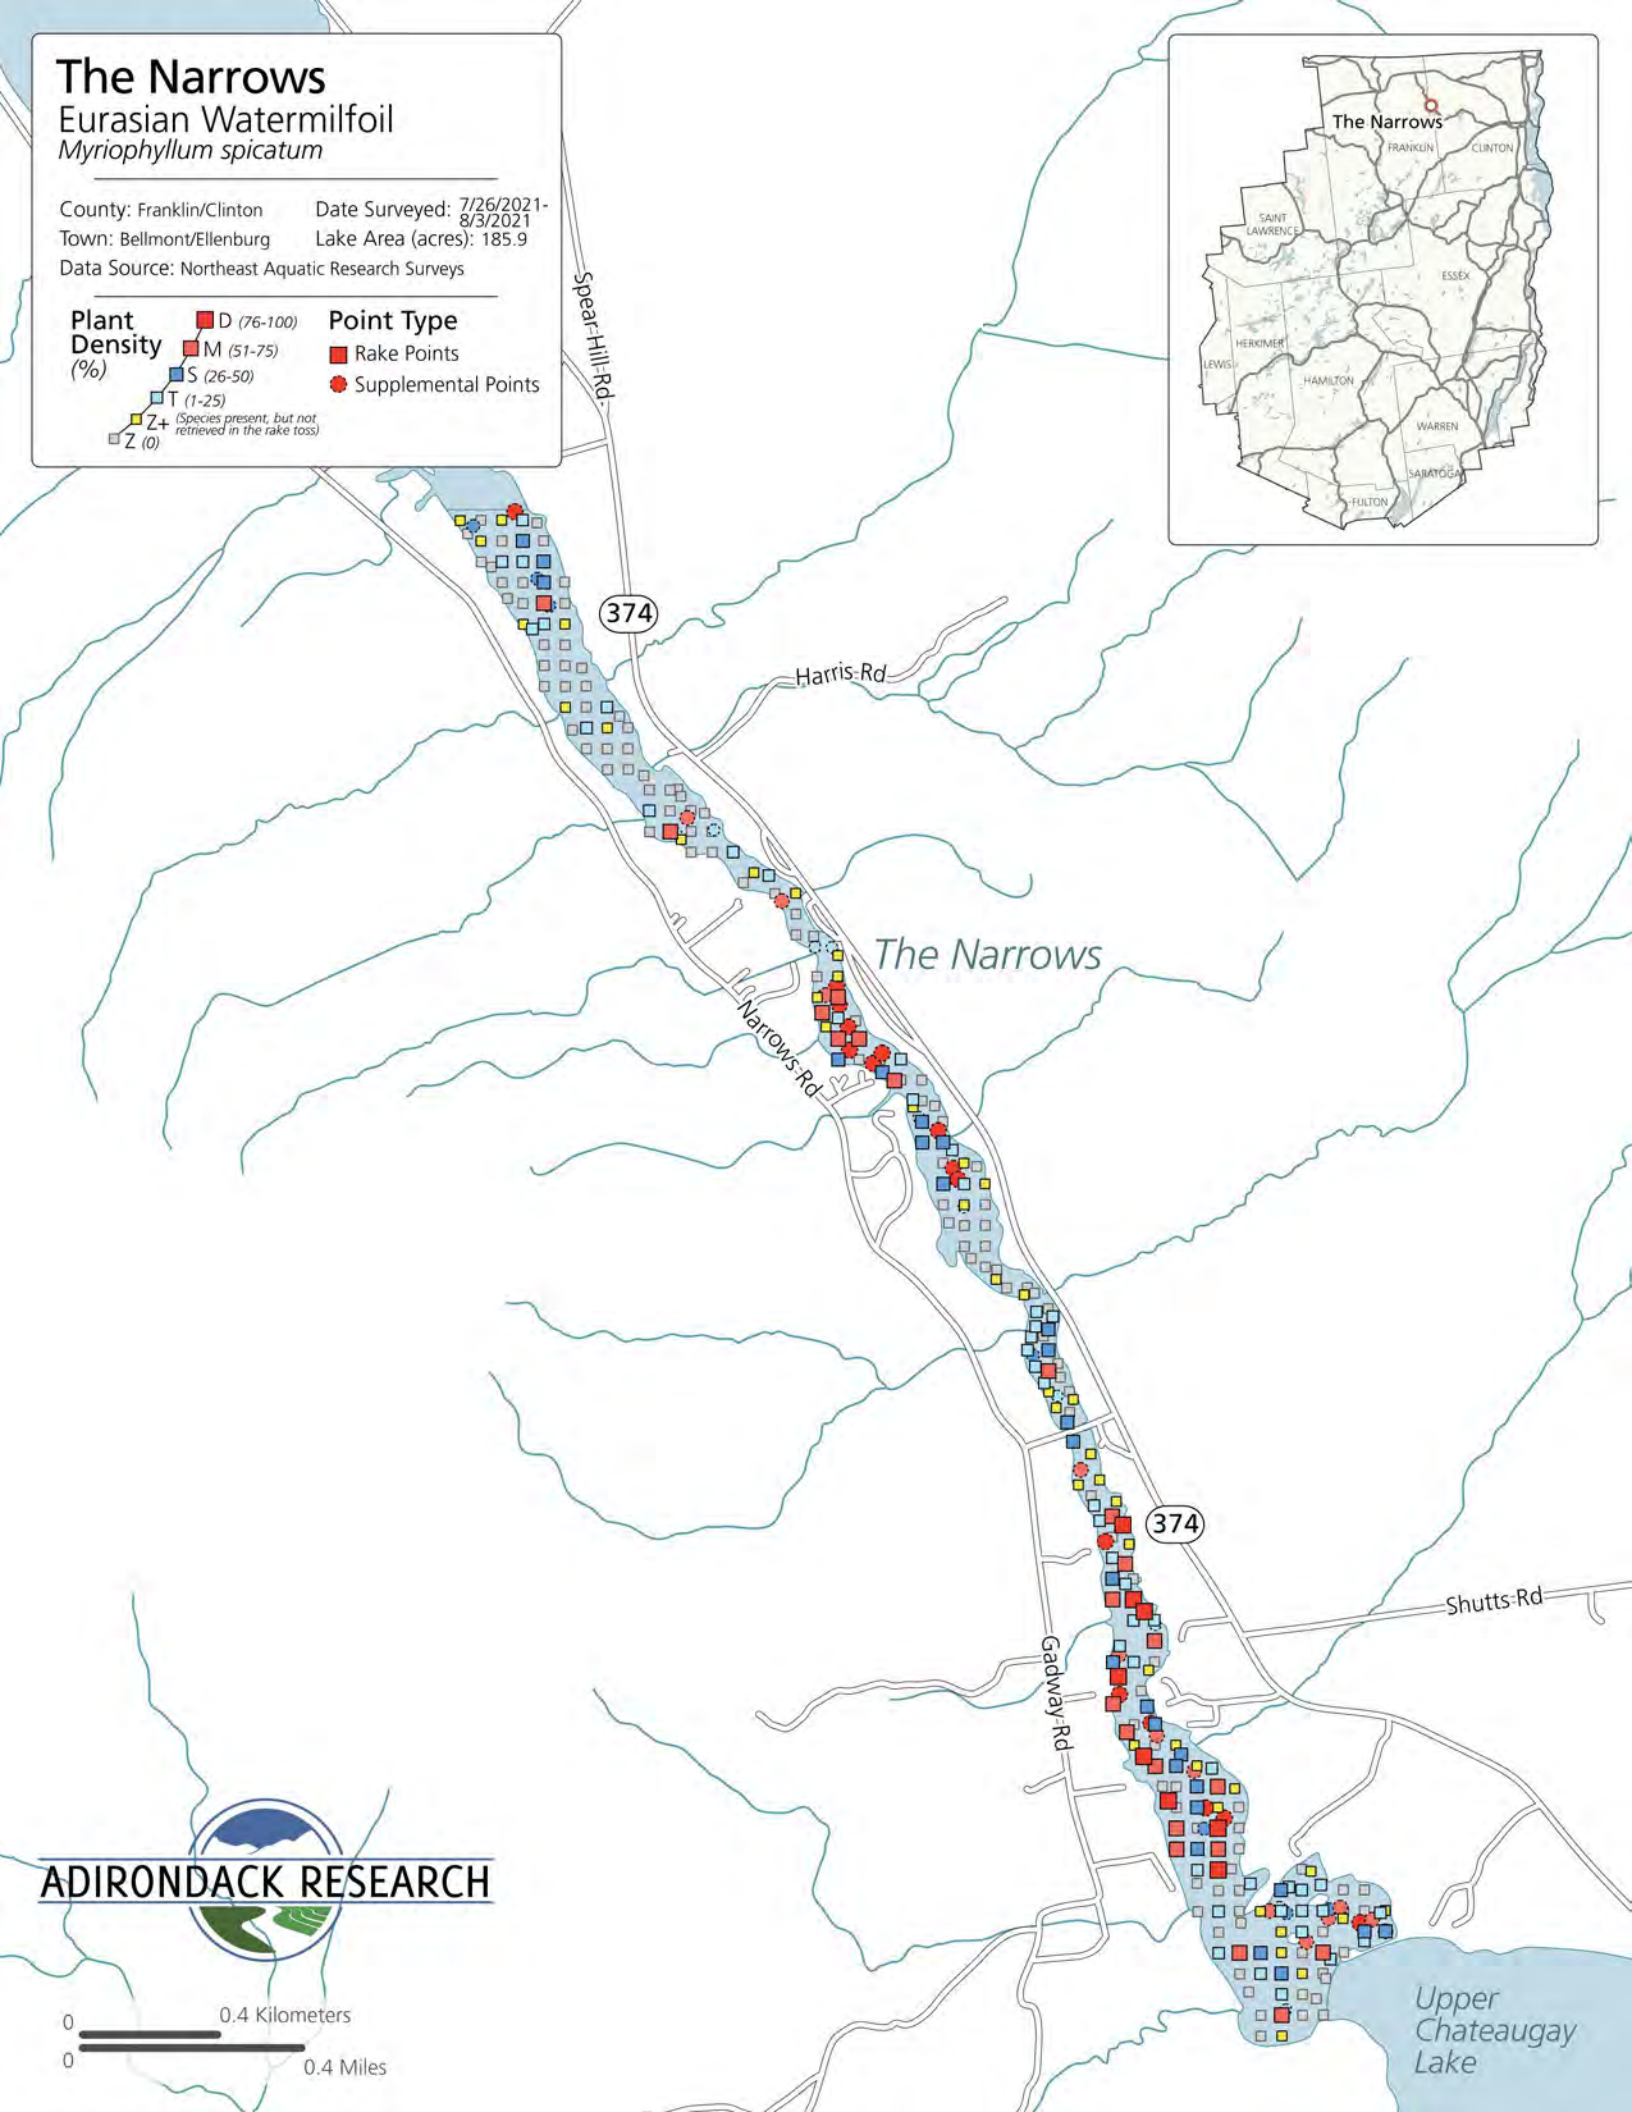 The Narrows
Eurasian Watermilfoil
Myriophyllum spicatum
County: Franklin/Clinton
Date Surveyed: 7/26/2021-
8/3/2021
Town: Bellmont/Ellenburg
Lake Area (acres): 185.9
Data Source: Northeast Aquatic Research Surveys
Plant
Density
(%)
D (76-100)
M (51-75)
S (26-50)
T (1-25)
Z+ (Species present, but not
retrieved in the rake toss)
Z (0)
Point Type
Rake Points
Supplemental Points
The Narrows
FRANKLIN
CLINTON
SAINT
LAWRENCE
ESSEX
HERKIMER
LEWIS
HAMILTON
WARREN
SARATOGA
FULTON
Spear Hill Rd
374
Harris Rd
The Narrows
Narrows Rd
374
Shutts Rd
Gadway Rd
ADIRONDACK RESEARCH
0
0.4 Kilometers
0
0.4 Miles
Upper
Chateaugay
Lake